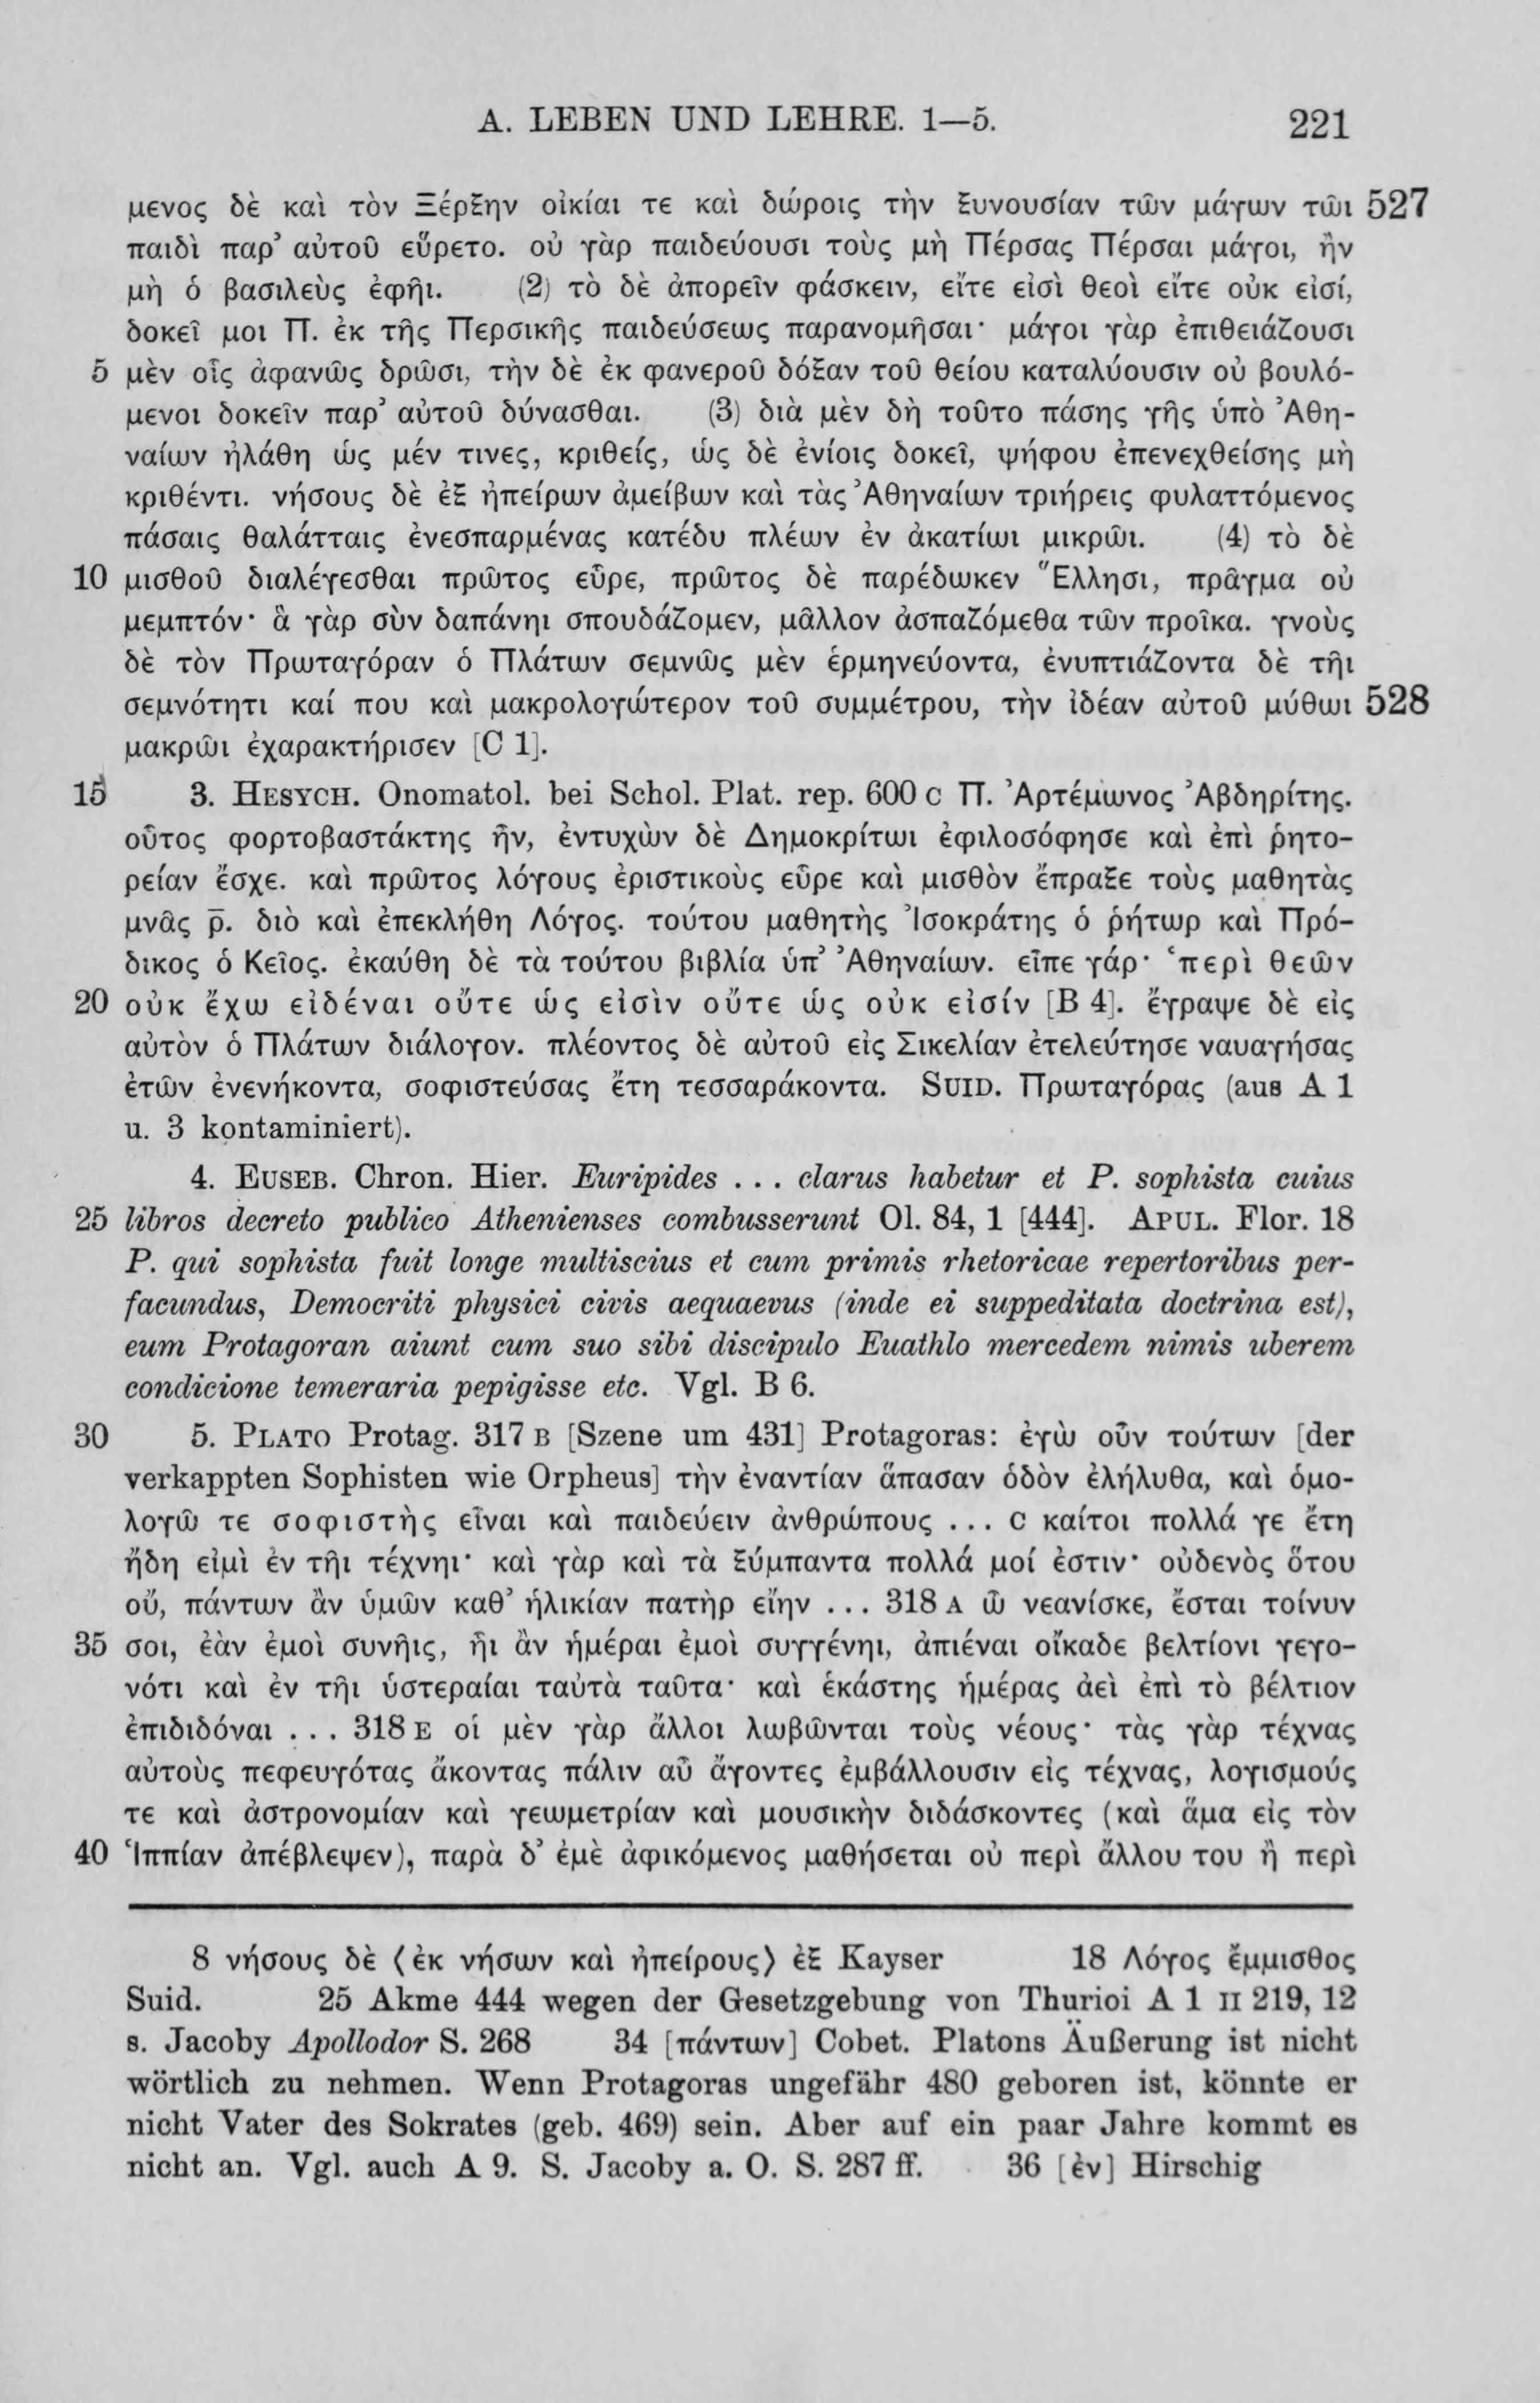 A. LEBEN UND LEHRE. 1—5. 221
μενος δὲ καὶ τὸν Ξέρξην οἰκίαι τε καὶ δώροις τὴν ξυνουσίαν τῶν μάγων τῶι 527
παιδὶ παρ’ αὐτοῦ εὕρετο. οὐ γὰρ παιδεύουσι τοὺς μὴ Πέρσας Πέρσαι μάγοι, ἢν
μὴ ὁ βασιλεὺς ἐφῆι. (2) τὸ δὲ ἀπορεῖν φάσκειν, εἴτε εἰσὶ θεοὶ εἴτε οὐκ εἰσί,
δοκεῖ μοι Π. ἐκ τῆς Περσικῆς παιδεύσεως παρανομῆσαι· μάγοι γὰρ ἐπιθειάζουσι
5 μὲν οἷς ἀφανῶς δρῶσι, τὴν δὲ ἐκ φανεροῦ δόξαν τοῦ θείου καταλύουσιν οὐ βουλό-
μενοι δοκεῖν παρ’ αὐτοῦ δύνασθαι. (3) διὰ μὲν δὴ τοῦτο πάσης γῆς ὑπὸ Ἀθη-
ναίων ἠλάθη ὡς μέν τινες, κριθείς, ὡς δὲ ἐνίοις δοκεῖ, ψήφου ἐπενεχθείσης μὴ
κριθέντι. νήσους δὲ ἐξ ἠπείρων ἀμείβων καὶ τὰς Ἀθηναίων τριήρεις φυλαττόμενος
πάσαις θαλάτταις ἐνεσπαρμένας κατέδυ πλέων ἐν ἀκατίωι μικρῶι. (4) τὸ δὲ
10 μισθοῦ διαλέγεσθαι πρῶτος εὗρε, πρῶτος δὲ παρέδωκεν Ἕλλησι, πρᾶγμα οὐ
μεμπτόν· ἃ γὰρ σὺν δαπάνηι σπουδάζομεν, μᾶλλον ἀσπαζόμεθα τῶν προῖκα. γνοὺς
δὲ τὸν Πρωταγόραν ὁ Πλάτων σεμνῶς μὲν ἑρμηνεύοντα, ἐνυπτιάζοντα δὲ τῆι
σεμνότητι καί που καὶ μακρολογώτερον τοῦ συμμέτρου, τὴν ἰδέαν αὐτοῦ μύθωι 528
μακρῶι ἐχαρακτήρισεν [C 1].
15 3. HESYCH. Onomatol. bei Schol. Plat. rep. 600 c Π. Ἀρτέμωνος Ἀβδηρίτης.
οὗτος φορτοβαστάκτης ἦν, ἐντυχὼν δὲ Δημοκρίτωι ἐφιλοσόφησε καὶ ἐπὶ ῥητο-
ρείαν ἔσχε. καὶ πρῶτος λόγους ἐριστικοὺς εὗρε καὶ μισθὸν ἔπραξε τοὺς μαθητὰς
μνᾶς ρ̅. διὸ καὶ ἐπεκλήθη Λόγος. τούτου μαθητὴς Ἰσοκράτης ὁ ῥήτωρ καὶ Πρό-
δικος ὁ Κεῖος. ἐκαύθη δὲ τὰ τούτου βιβλία ὑπ’ Ἀθηναίων. εἶπε γάρ· ‘περὶ θεῶν
20 οὐκ ἔχω εἰδέναι οὔτε ὡς εἰσὶν οὔτε ὡς οὐκ εἰσίν [B 4]. ἔγραψε δὲ εἰς
αὐτὸν ὁ Πλάτων διάλογον. πλέοντος δὲ αὐτοῦ εἰς Σικελίαν ἐτελεύτησε ναυαγήσας
ἐτῶν ἐνενήκοντα, σοφιστεύσας ἔτη τεσσαράκοντα. SUID. Πρωταγόρας (aus A 1
u. 3 kontaminiert).
4. EUSEB. Chron. Hier. Euripides . . . clarus habetur et P. sophista cuius
25 libros decreto publico Athenienses combusserunt Ol. 84, 1 [444]. APUL. Flor. 18
P. qui sophista fuit longe multiscius et cum primis rhetoricae repertoribus per-
facundus, Democriti physici civis aequaevus (inde ei suppeditata doctrina est),
eum Protagoran aiunt cum suo sibi discipulo Euathlo mercedem nimis uberem
condicione temeraria pepigisse etc. Vgl. B 6.
30 5. PLATO Protag. 317 B [Szene um 431] Protagoras: ἐγὼ οὖν τούτων [der
verkappten Sophisten wie Orpheus] τὴν ἐναντίαν ἅπασαν ὁδὸν ἐλήλυθα, καὶ ὁμο-
λογῶ τε σοφιστὴς εἶναι καὶ παιδεύειν ἀνθρώπους ... C καίτοι πολλά γε ἔτη
ἤδη εἰμὶ ἐν τῆι τέχνηι· καὶ γὰρ καὶ τὰ ξύμπαντα πολλά μοί ἐστιν· οὐδενὸς ὅτου
οὔ, πάντων ἂν ὑμῶν καθ’ ἡλικίαν πατὴρ εἴην ... 318 A ὦ νεανίσκε, ἔσται τοίνυν
35 σοι, ἐὰν ἐμοὶ συνῆις, ἧι ἂν ἡμέραι ἐμοὶ συγγένηι, ἀπιέναι οἴκαδε βελτίονι γεγο-
νότι καὶ ἐν τῆι ὑστεραίαι ταὐτὰ ταῦτα· καὶ ἑκάστης ἡμέρας ἀεὶ ἐπὶ τὸ βέλτιον
ἐπιδιδόναι . . . 318 E οἱ μὲν γὰρ ἄλλοι λωβῶνται τοὺς νέους· τὰς γὰρ τέχνας
αὐτοὺς πεφευγότας ἄκοντας πάλιν αὖ ἄγοντες ἐμβάλλουσιν εἰς τέχνας, λογισμούς
τε καὶ ἀστρονομίαν καὶ γεωμετρίαν καὶ μουσικὴν διδάσκοντες (καὶ ἅμα εἰς τὸν
40 Ἱππίαν ἀπέβλεψεν), παρὰ δ’ ἐμὲ ἀφικόμενος μαθήσεται οὐ περὶ ἄλλου του ἢ περὶ
8 νήσους δὲ ⟨ἐκ νήσων καὶ ἠπείρους⟩ ἐξ Kayser 18 Λόγος ἔμμισθος
Suid. 25 Akme 444 wegen der Gesetzgebung von Thurioi A 1 II 219, 12
s. Jacoby Apollodor S. 268 34 [πάντων] Cobet. Platons Äußerung ist nicht
wörtlich zu nehmen. Wenn Protagoras ungefähr 480 geboren ist, könnte er
nicht Vater des Sokrates (geb. 469) sein. Aber auf ein paar Jahre kommt es
nicht an. Vgl. auch A 9. S. Jacoby a. O. S. 287 ff. 36 [ἐν] Hirschig